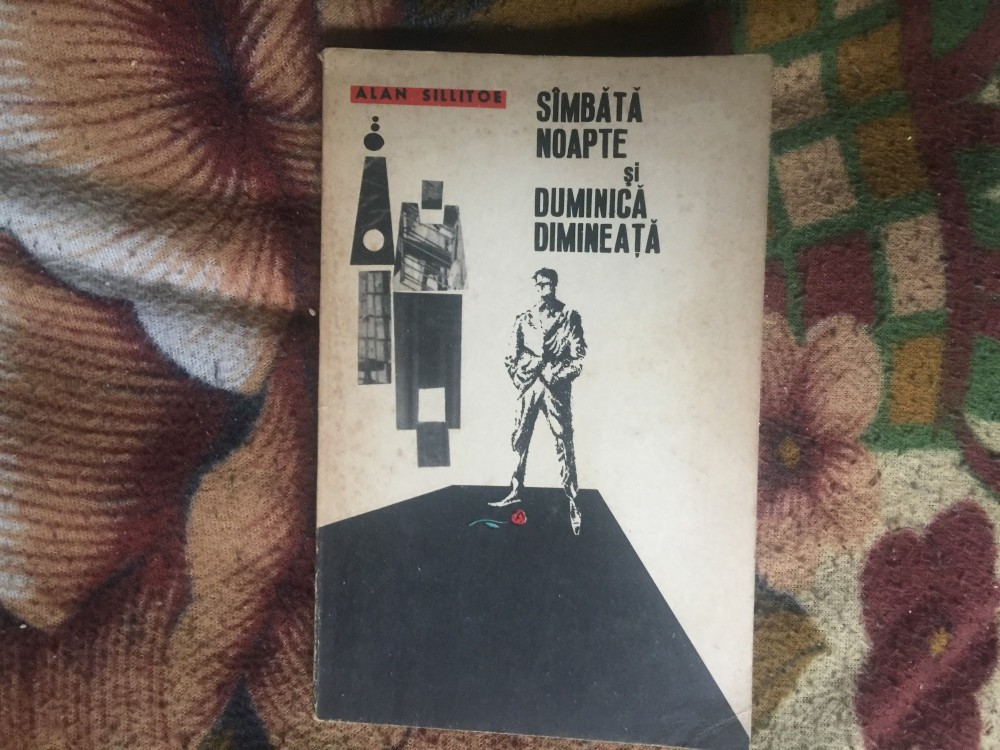 ALAN SILLITOE
SÎMBĂTĂ
NOAPTE
și
DUMINICĂ
DIMINEAȚĂ